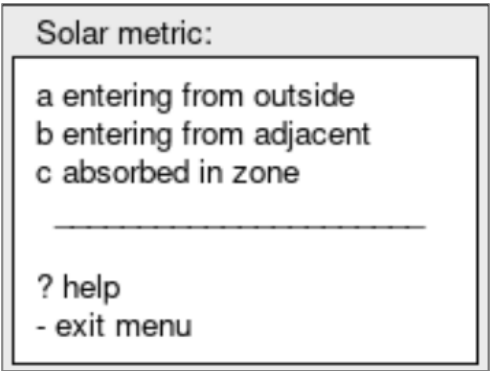 Solar metric:
a entering from outside
b entering from adjacent
c absorbed in zone
? help
- exit menu